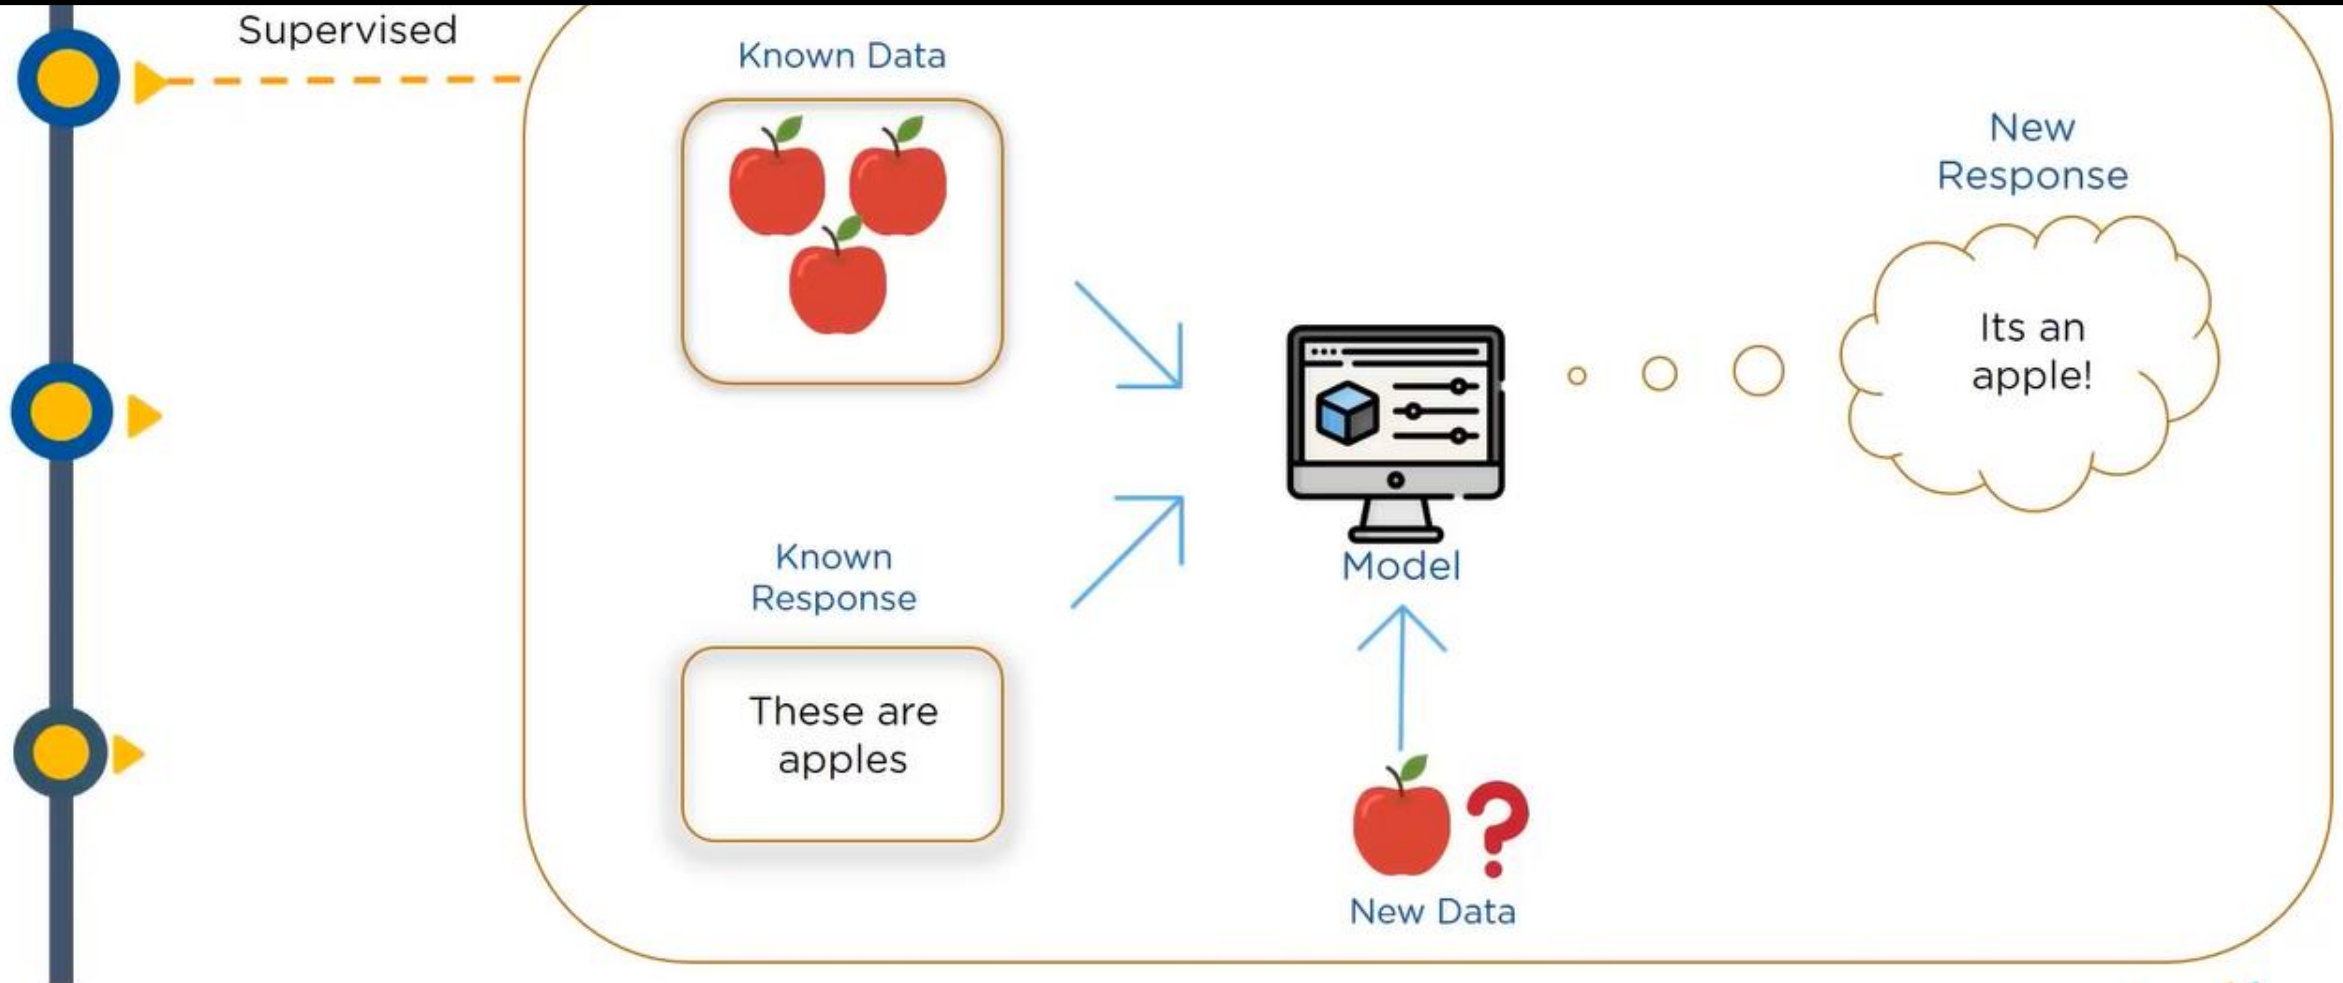 Supervised
Known Data
New
Response
Its an
apple!
Known
Response
Model
These are
apples
New Data